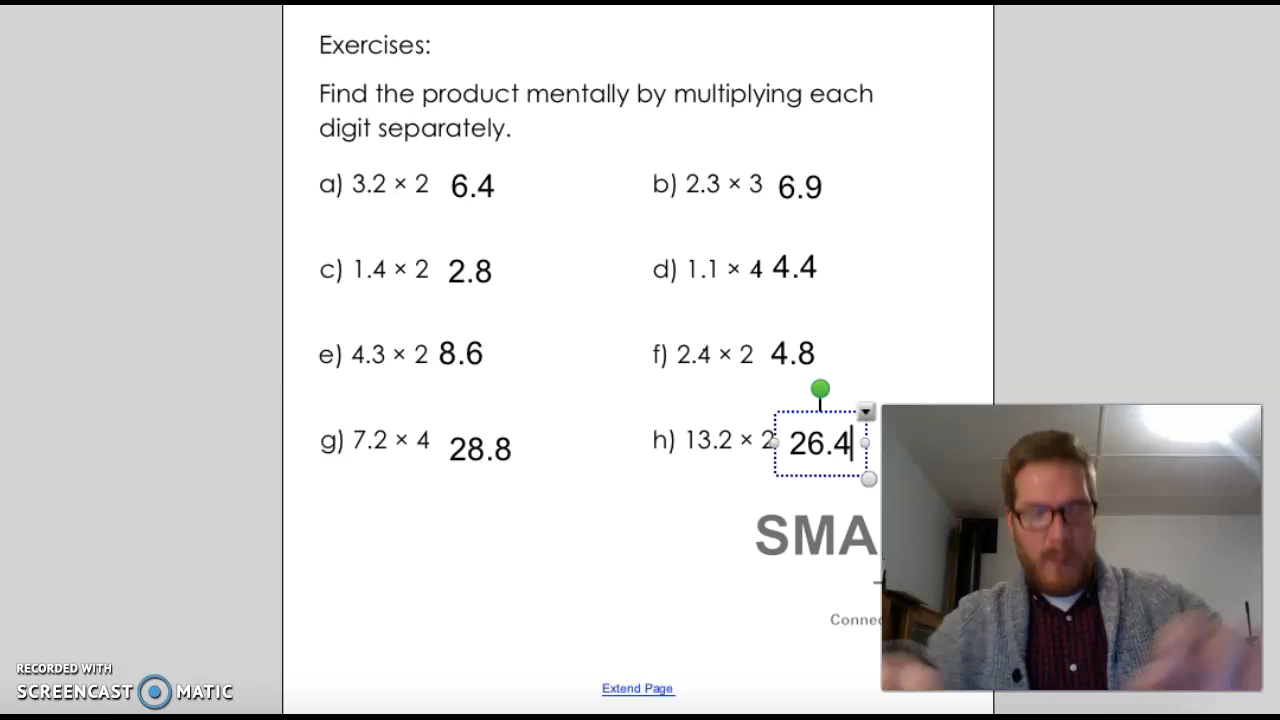 Exercises:
Find the product mentally by multiplying each
digit separately.
a) 3.2 × 2 6.4
b) 2.3 × 3 6.9
c) 1.4 × 2 2.8
d) 1.1 × 4 4.4
e) 4.3 × 2 8.6
f) 2.4 × 2 4.8
g) 7.2 × 4 28.8
h) 13.2 × 2 26.4
SMA
Connec
Extend Page
RECORDED WITH
SCREENCAST MATIC